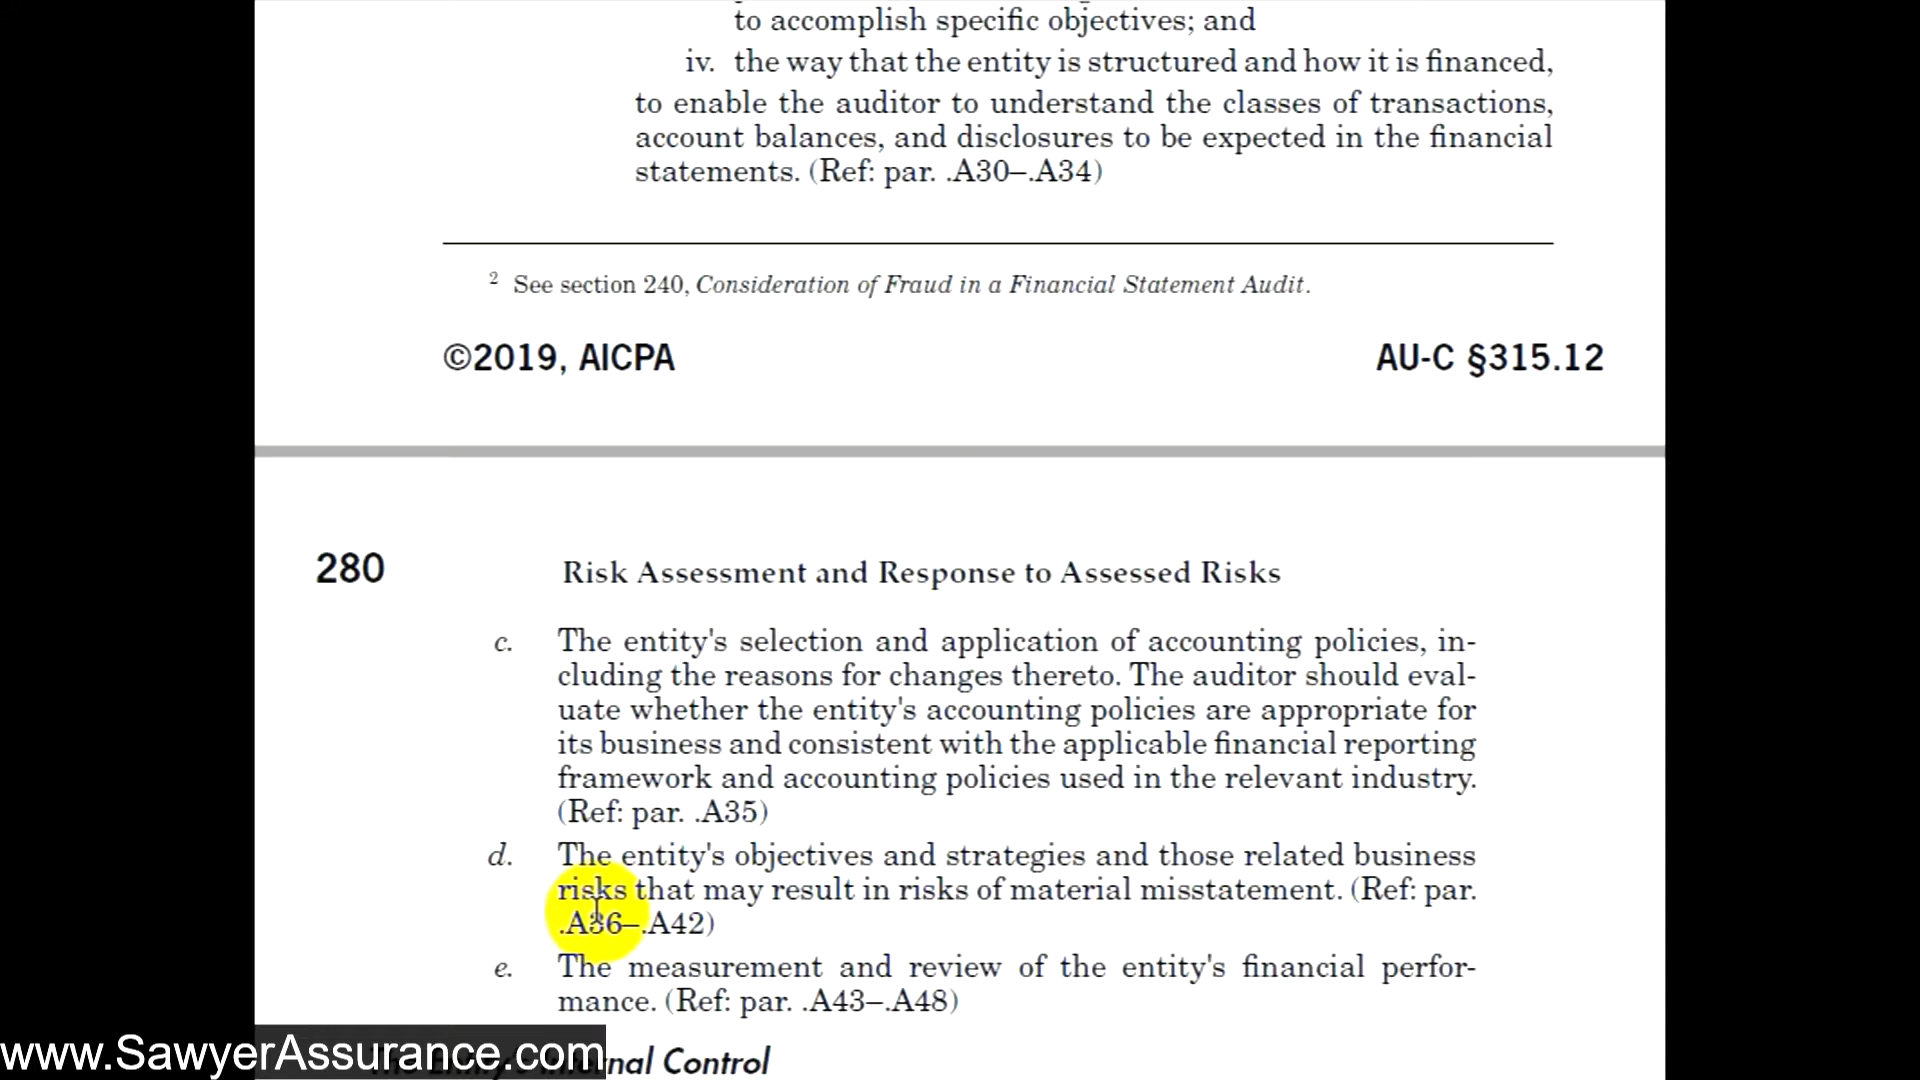 to accomplish specific objectives; and
iv. the way that the entity is structured and how it is financed,
to enable the auditor to understand the classes of transactions,
account balances, and disclosures to be expected in the financial
statements. (Ref: par. .A30–.A34)
2 See section 240, Consideration of Fraud in a Financial Statement Audit.
©2019, AICPA AU-C §315.12
280 Risk Assessment and Response to Assessed Risks
c. The entity's selection and application of accounting policies, in-
cluding the reasons for changes thereto. The auditor should eval-
uate whether the entity's accounting policies are appropriate for
its business and consistent with the applicable financial reporting
framework and accounting policies used in the relevant industry.
(Ref: par. .A35)
d. The entity's objectives and strategies and those related business
risks that may result in risks of material misstatement. (Ref: par.
.A36–.A42)
e. The measurement and review of the entity's financial perfor-
mance. (Ref: par. .A43–.A48)
The Entity's Internal Control
www.SawyerAssurance.com